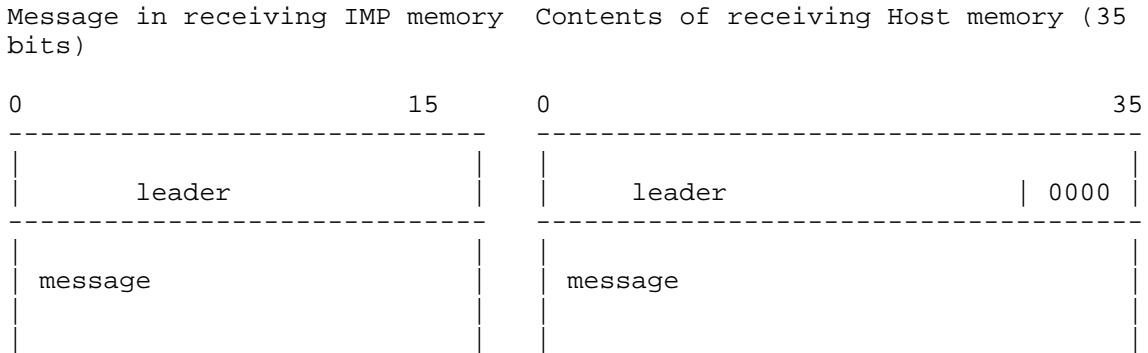 Message in receiving IMP memory  Contents of receiving Host memory (35
bits)
0                        15      0                                   35
------------------------------   --------------------------------------
|                            |   |                                    |
|       leader               |   |     leader                  | 0000 |
------------------------------   --------------------------------------
|                            |   |                                    |
| message                    |   | message                            |
|                            |   |                                    |
|                            |   |                                    |